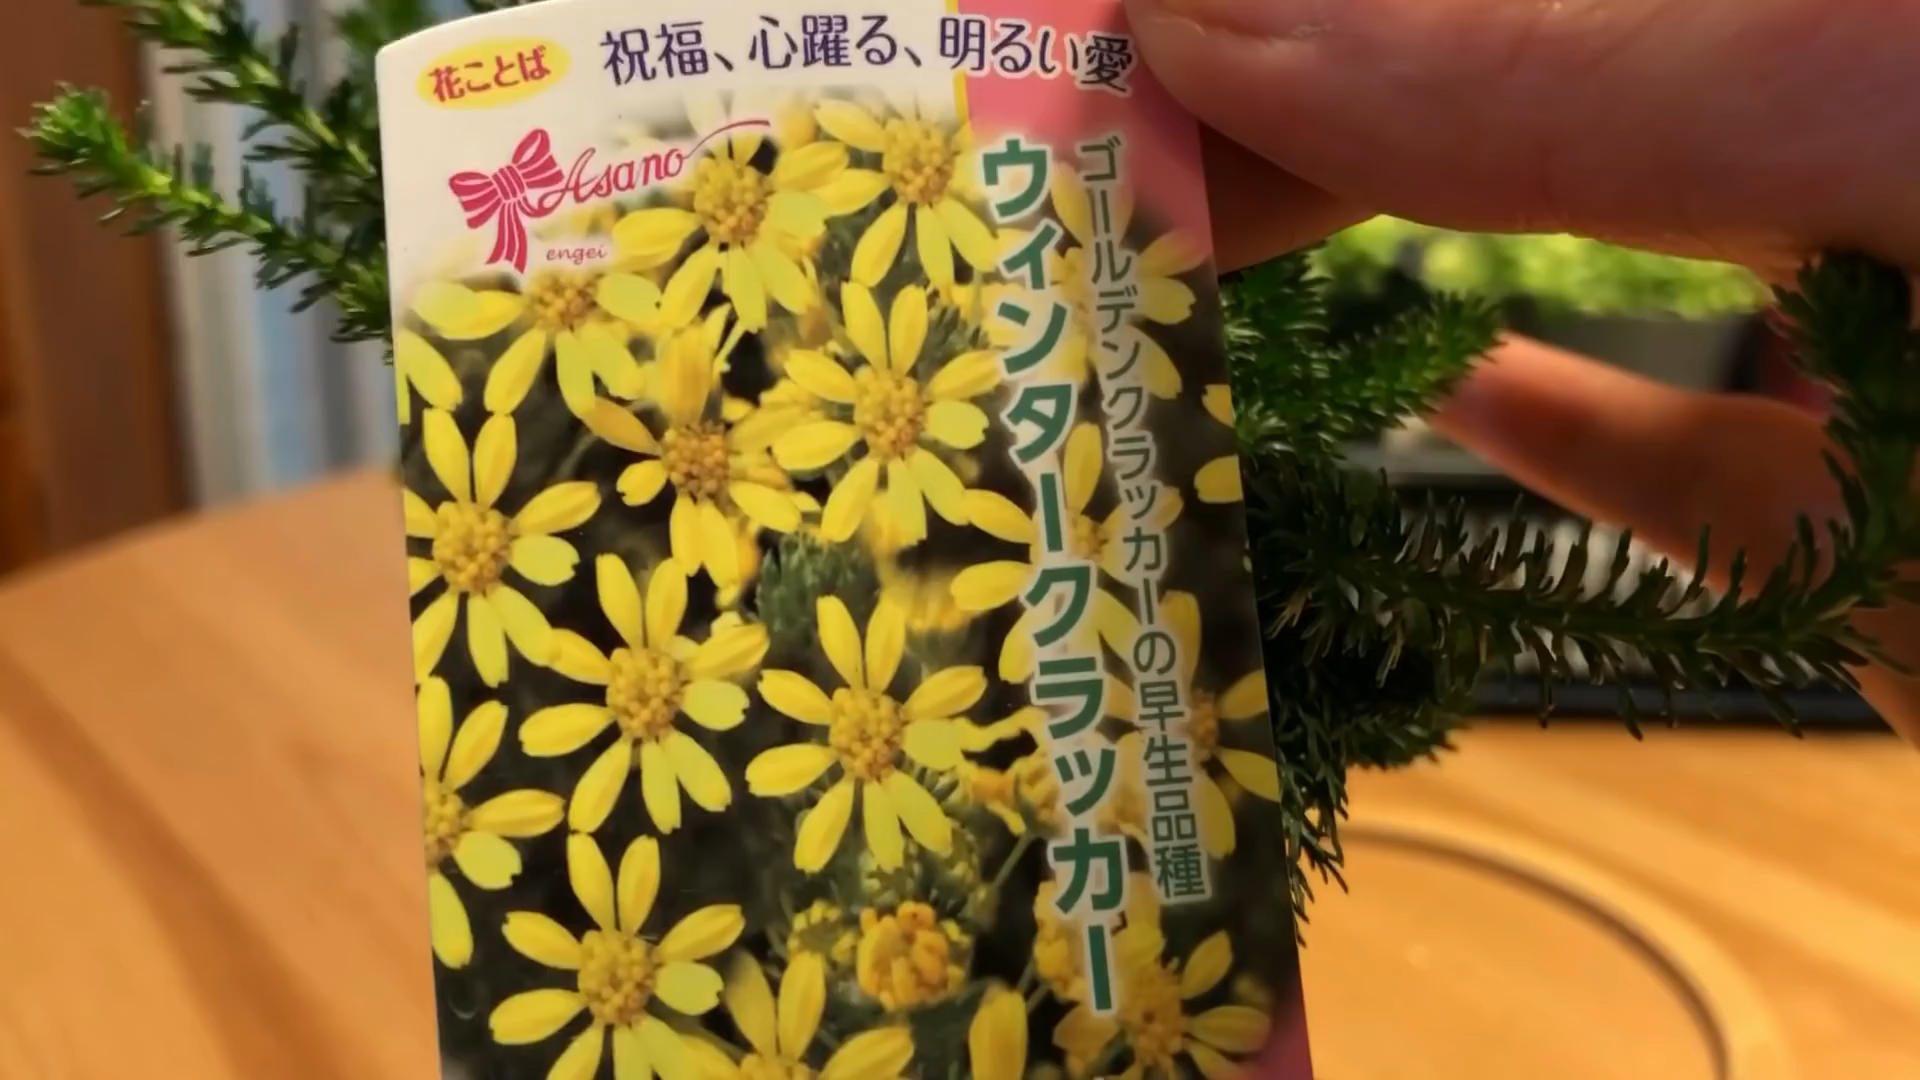 花ことば
祝福、心躍る、明るい愛
Asano
engei
ゴールデンクラッカーの早生品種
ウィンタークラッカー